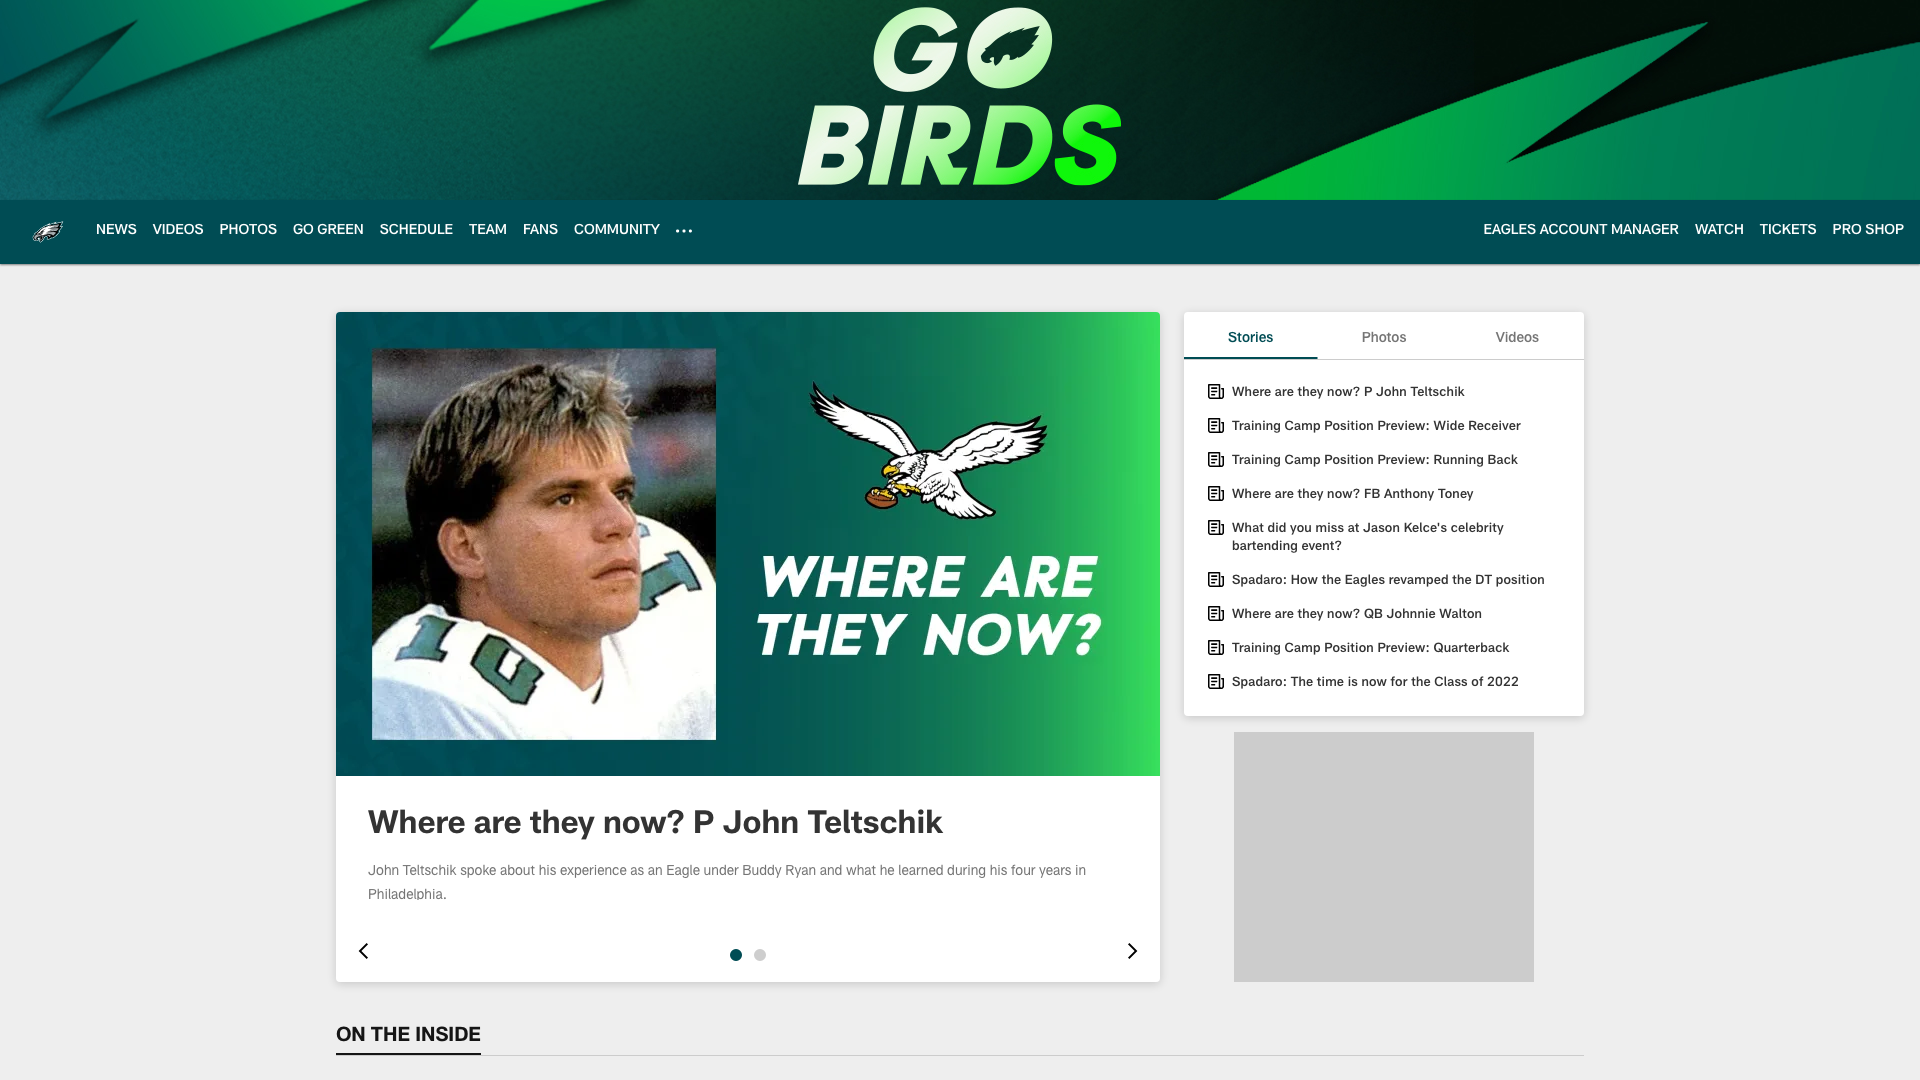 GO
BIRDS
NEWS VIDEOS PHOTOS GO GREEN SCHEDULE TEAM FANS COMMUNITY ...
EAGLES ACCOUNT MANAGER WATCH TICKETS PRO SHOP
10
WHERE ARE
THEY NOW?
Where are they now? P John Teltschik
John Teltschik spoke about his experience as an Eagle under Buddy Ryan and what he learned during his four years in
Philadelphia.
Stories Photos Videos
Where are they now? P John Teltschik
Training Camp Position Preview: Wide Receiver
Training Camp Position Preview: Running Back
Where are they now? FB Anthony Toney
What did you miss at Jason Kelce's celebrity
bartending event?
Spadaro: How the Eagles revamped the DT position
Where are they now? QB Johnnie Walton
Training Camp Position Preview: Quarterback
Spadaro: The time is now for the Class of 2022
ON THE INSIDE